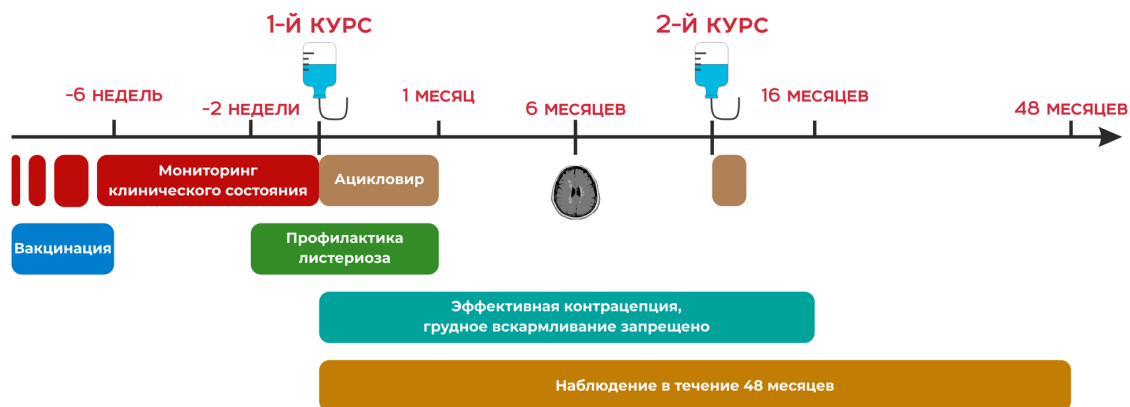 1-Й КУРС
2-Й КУРС
-6 НЕДЕЛЬ
-2 НЕДЕЛИ
1 МЕСЯЦ
6 МЕСЯЦЕВ
16 МЕСЯЦЕВ
48 МЕСЯЦЕВ
Мониторинг
клинического состояния
Ацикловир
Вакцинация
Профилактика
листериоза
Эффективная контрацепция,
грудное вскармливание запрещено
Наблюдение в течение 48 месяцев